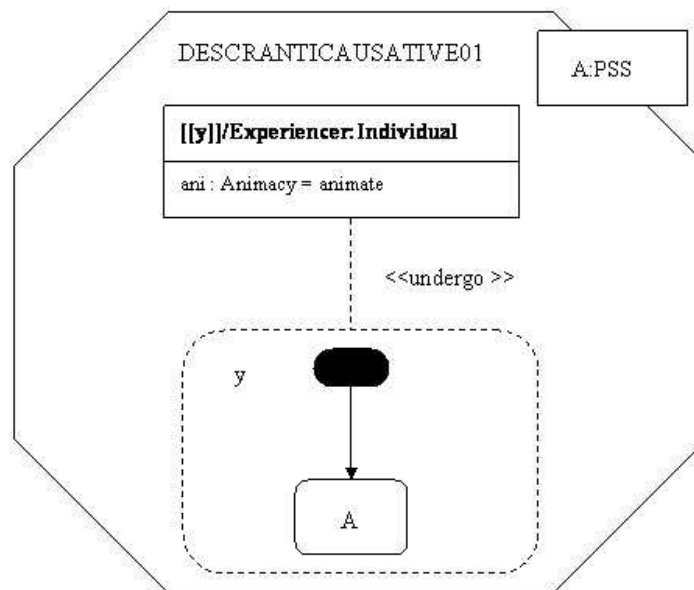 DESCRANTICAUSATIVE01
A:PSS
[[y]]/Experiencer: Individual
ani : Animacy = animate
<<undergo >>
y
A